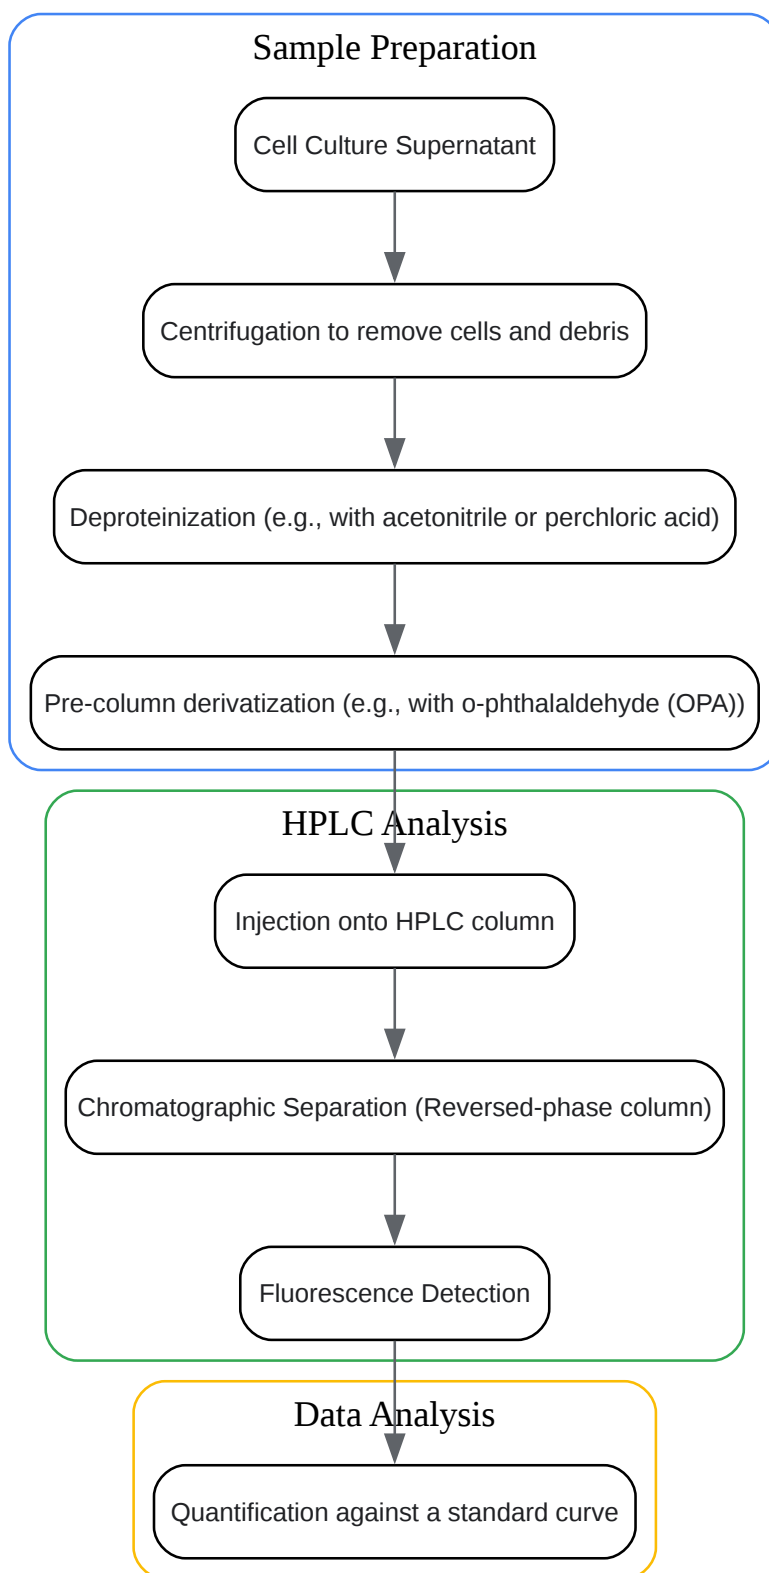 Sample Preparation
Cell Culture Supernatant
Centrifugation to remove cells and debris
Deproteinization (e.g., with acetonitrile or perchloric acid)
Pre-column derivatization (e.g., with o-phthalaldehyde (OPA))
HPLC Analysis
Injection onto HPLC column
Chromatographic Separation (Reversed-phase column)
Fluorescence Detection
Data Analysis
Quantification against a standard curve